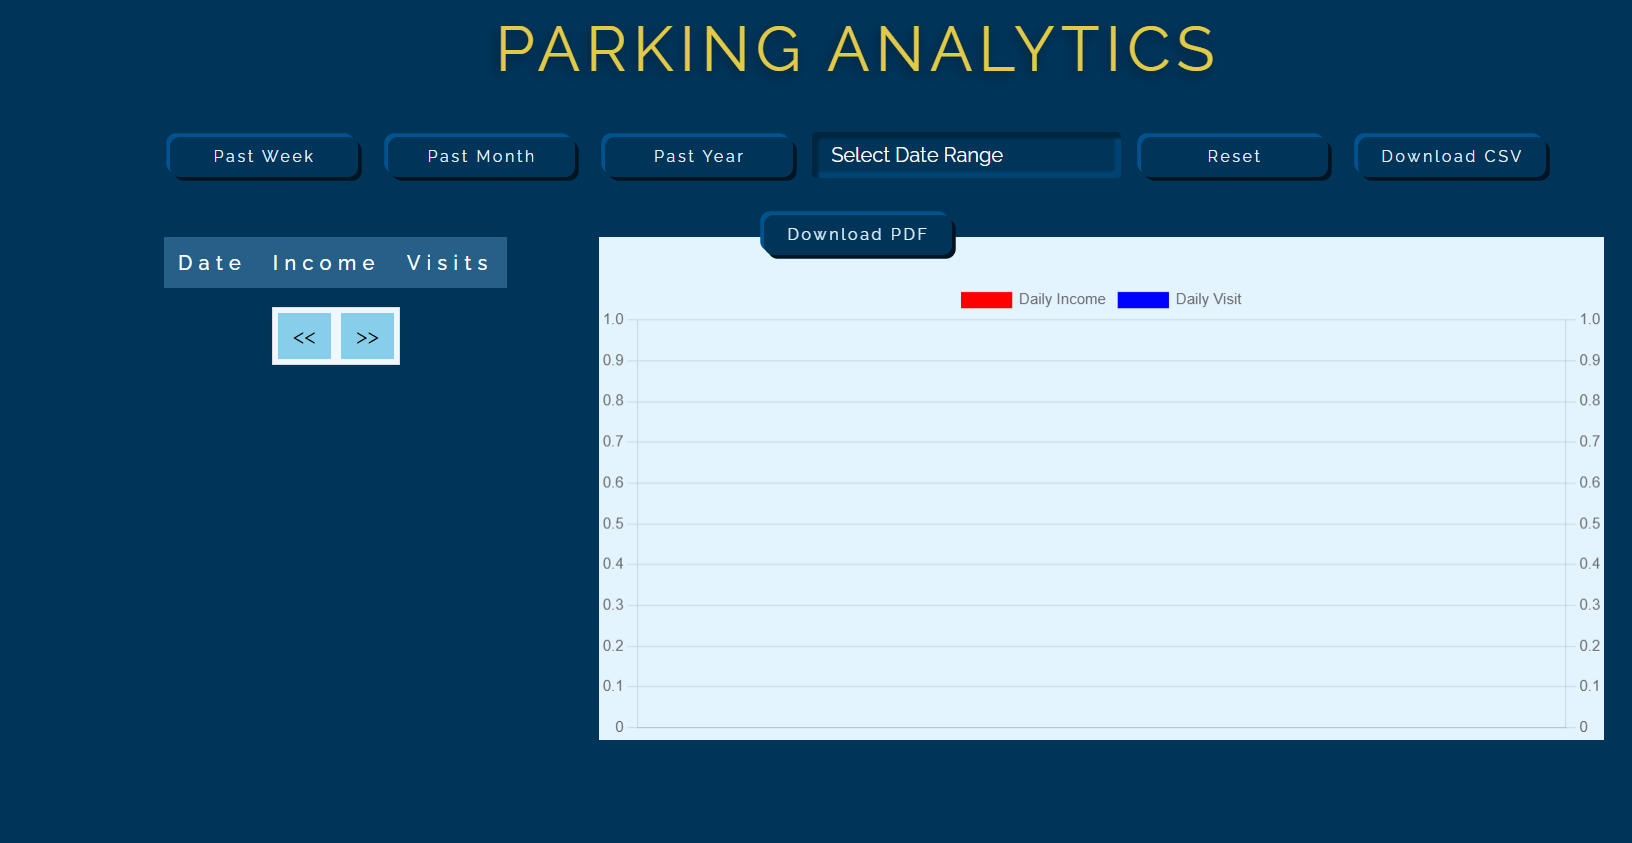 PARKING ANALYTICS
Past Week Past Month Past Year Select Date Range Reset Download CSV
Download PDF
Date Income Visits
<< >>
Daily Income Daily Visit
1.0 1.0
0.9 0.9
0.8 0.8
0.7 0.7
0.6 0.6
0.5 0.5
0.4 0.4
0.3 0.3
0.2 0.2
0.1 0.1
0 0